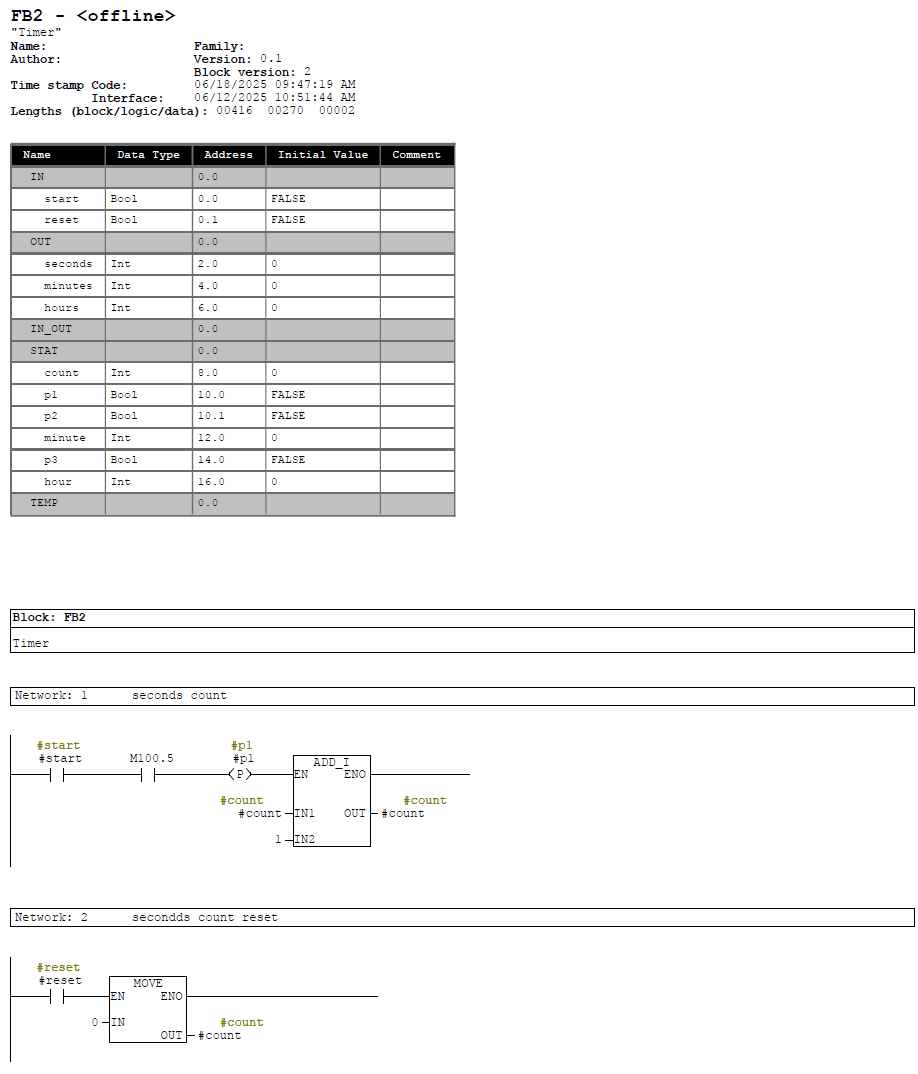 FB2 - <offline>
"Timer"
Name: Family:
Author: Version: 0.1
Block version: 2
Time stamp Code: 06/18/2025 09:47:19 AM
Interface: 06/12/2025 10:51:44 AM
Lengths (block/logic/data): 00416 00270 00002
Name Data Type Address Initial Value Comment
IN 0.0
start Bool 0.0 FALSE
reset Bool 0.1 FALSE
OUT 0.0
seconds Int 2.0 0
minutes Int 4.0 0
hours Int 6.0 0
IN_OUT 0.0
STAT 0.0
count Int 8.0 0
p1 Bool 10.0 FALSE
p2 Bool 10.1 FALSE
minute Int 12.0 0
p3 Bool 14.0 FALSE
hour Int 16.0 0
TEMP 0.0
Block: FB2
Timer
Network: 1 seconds count
#start #p1
#start M100.5 #p1 ADD_I
(P) EN ENO
#count #count
#count IN1 OUT #count
1 IN2
Network: 2 secondds count reset
#reset
#reset MOVE
EN ENO
0 IN #count
OUT #count